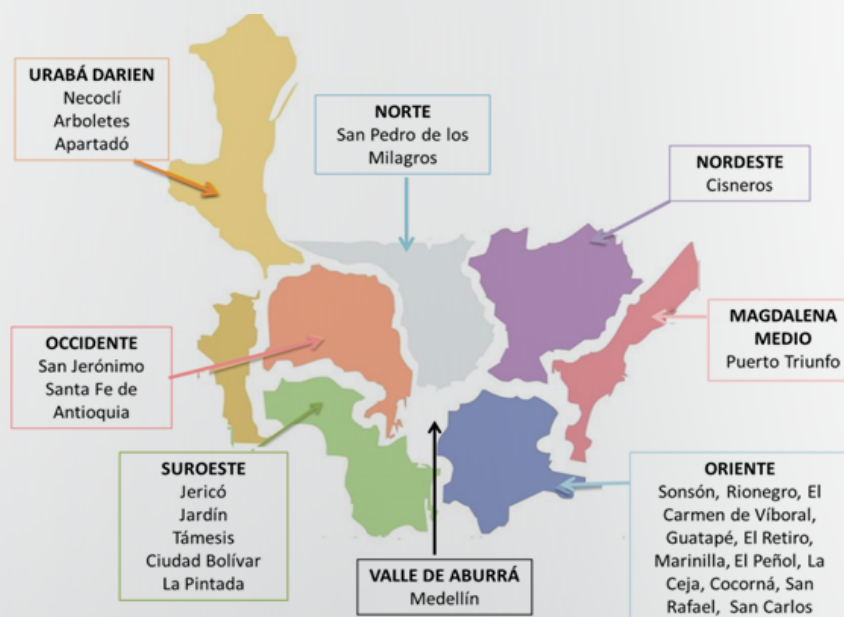 URABÁ DARIEN
Necoclí
Arboletes
Apartadó
NORTE
San Pedro de los
Milagros
NORDESTE
Cisneros
OCCIDENTE
San Jerónimo
Santa Fe de
Antioquia
MAGDALENA
MEDIO
Puerto Triunfo
SUROESTE
Jericó
Jardín
Támesis
Ciudad Bolívar
La Pintada
VALLE DE ABURRÁ
Medellín
ORIENTE
Sonsón, Rionegro, El
Carmen de Víboral,
Guatapé, El Retiro,
Marinilla, El Peñol, La
Ceja, Cocorná, San
Rafael, San Carlos